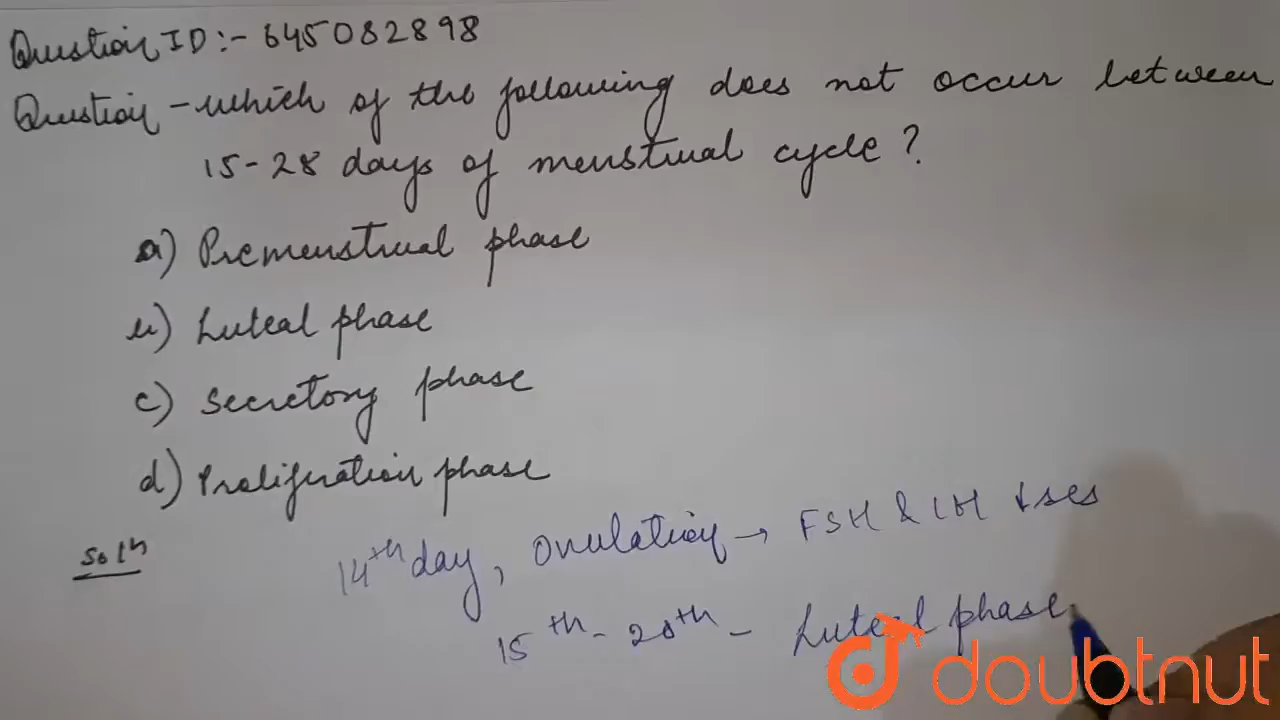 Question ID :- 645082898
Question - which of the following does not occur between
15-28 days of menstrual cycle ?
a) Premenstrual phase
b) Luteal phase
c) Secretory phase
d) Proliferation phase
Soln
14th day, Ovulation → FSH & LH ↓ses
15th - 28th - Luteal phase
doubtnut